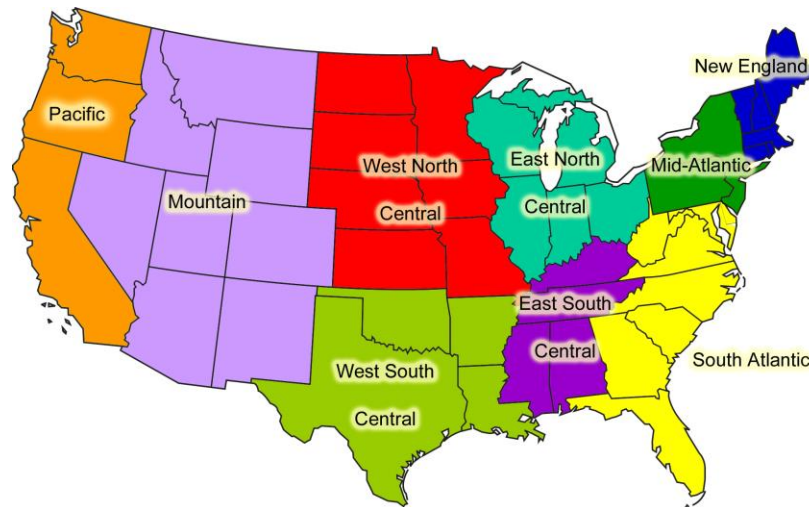 New England
Pacific
West North
East North
Mid-Atlantic
Mountain
Central
Central
East South
Central
South Atlantic
West South
Central